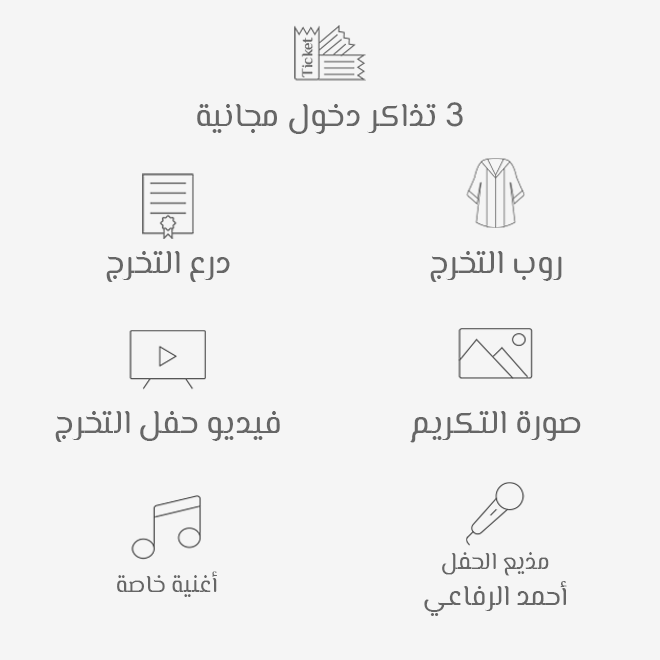 Ticket
3 تذاكر دخول مجانية
روب التخرج
درع التخرج
صورة التكريم
فيديو حفل التخرج
مذيع الحفل
أحمد الرفاعي
أغنية خاصة